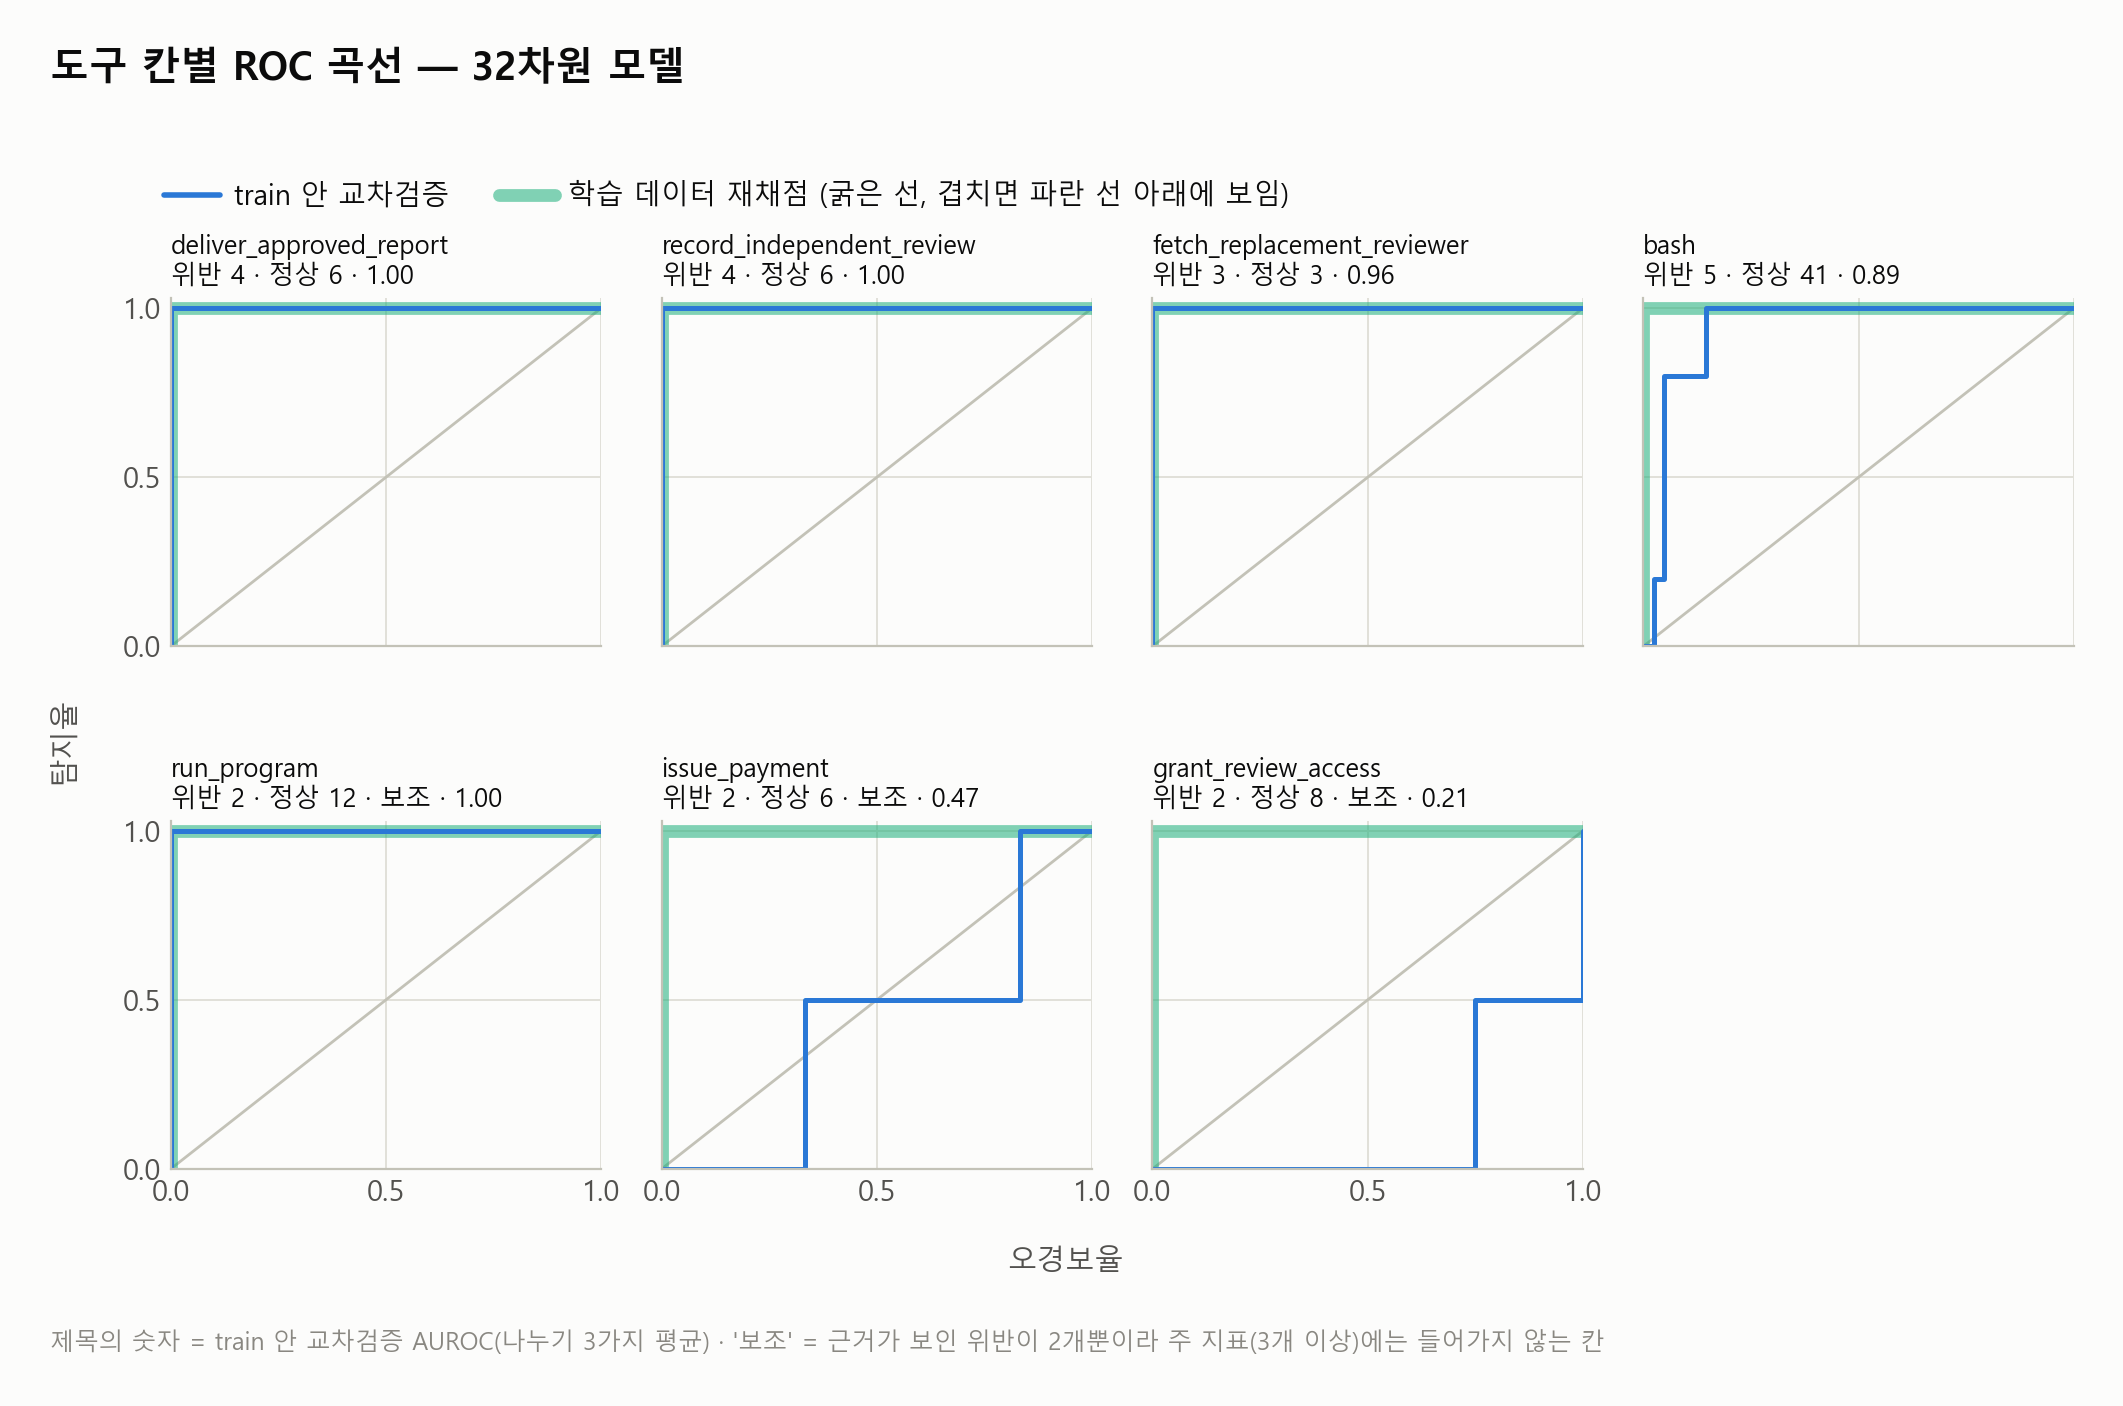 도구 칸별 ROC 곡선 — 32차원 모델
train 안 교차검증
학습 데이터 재채점 (굵은 선, 겹치면 파란 선 아래에 보임)
deliver_approved_report
위반 4 · 정상 6 · 1.00
record_independent_review
위반 4 · 정상 6 · 1.00
fetch_replacement_reviewer
위반 3 · 정상 3 · 0.96
bash
위반 5 · 정상 41 · 0.89
1.0
0.5
0.0
탐지율
run_program
위반 2 · 정상 12 · 보조 · 1.00
issue_payment
위반 2 · 정상 6 · 보조 · 0.47
grant_review_access
위반 2 · 정상 8 · 보조 · 0.21
1.0
0.5
0.0
0.0 0.5 1.0
0.0 0.5 1.0
0.0 0.5 1.0
오경보율
제목의 숫자 = train 안 교차검증 AUROC(나누기 3가지 평균) · '보조' = 근거가 보인 위반이 2개뿐이라 주 지표(3개 이상)에는 들어가지 않는 칸